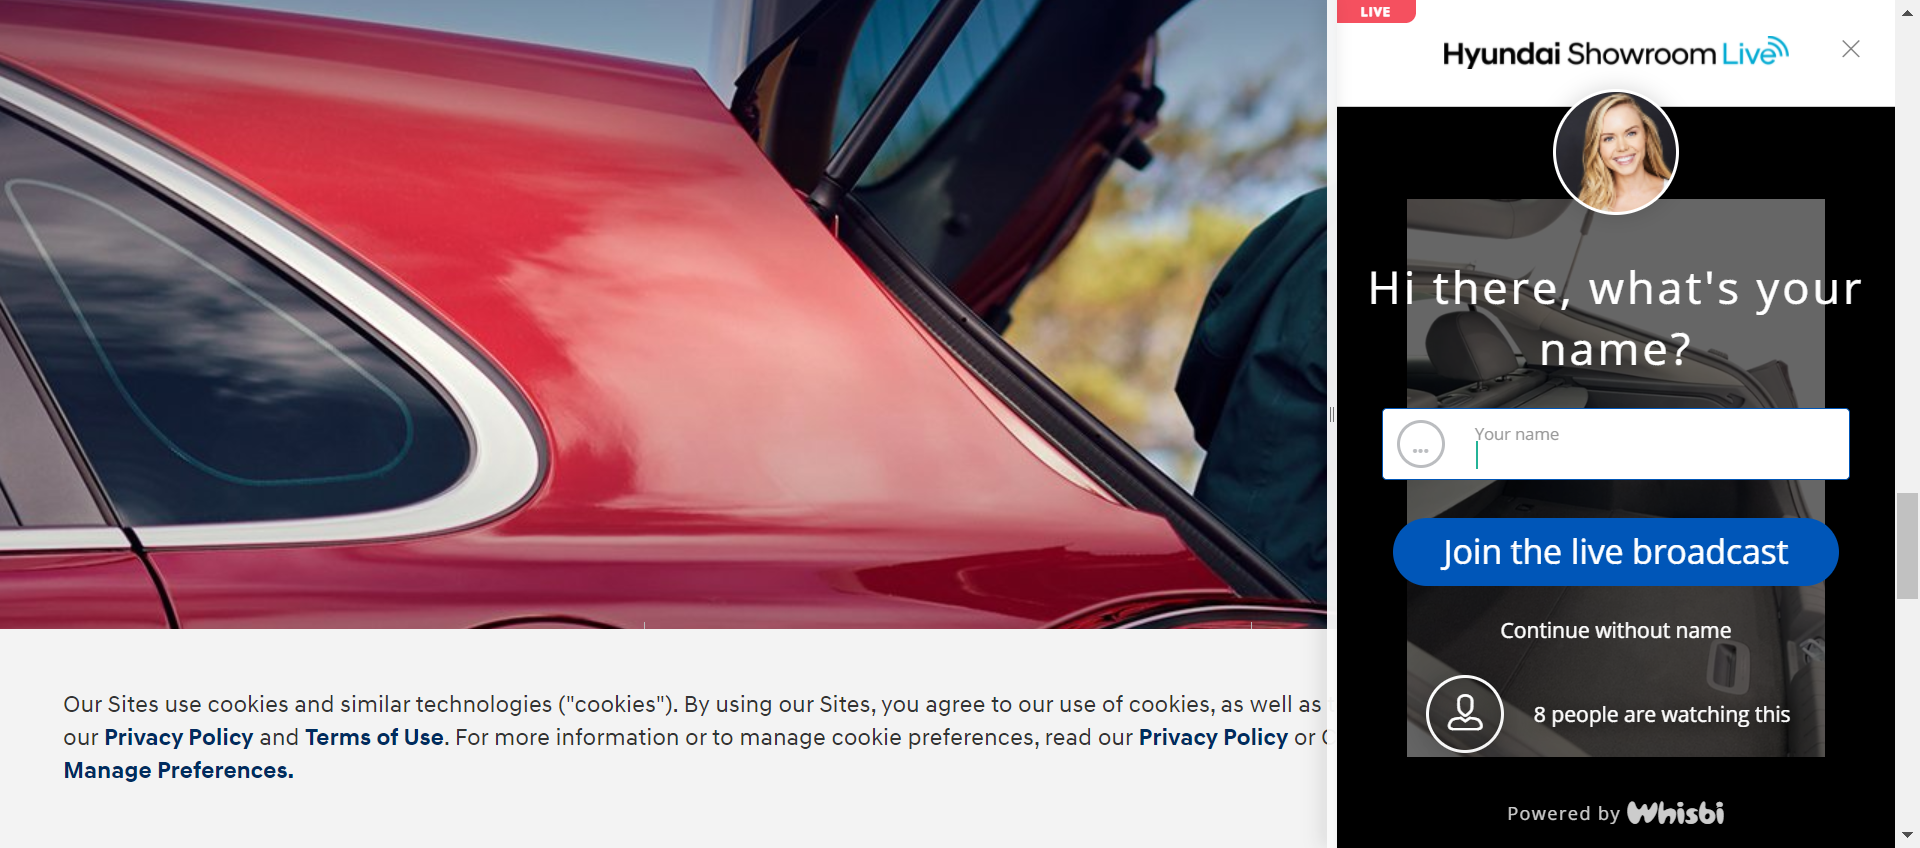 LIVE
Hyundai Showroom Live
Hi there, what's your
name?
Your name
Join the live broadcast
Continue without name
8 people are watching this
Powered by Whisbi
Our Sites use cookies and similar technologies ("cookies"). By using our Sites, you agree to our use of cookies, as well as
our Privacy Policy and Terms of Use. For more information or to manage cookie preferences, read our Privacy Policy or
Manage Preferences.